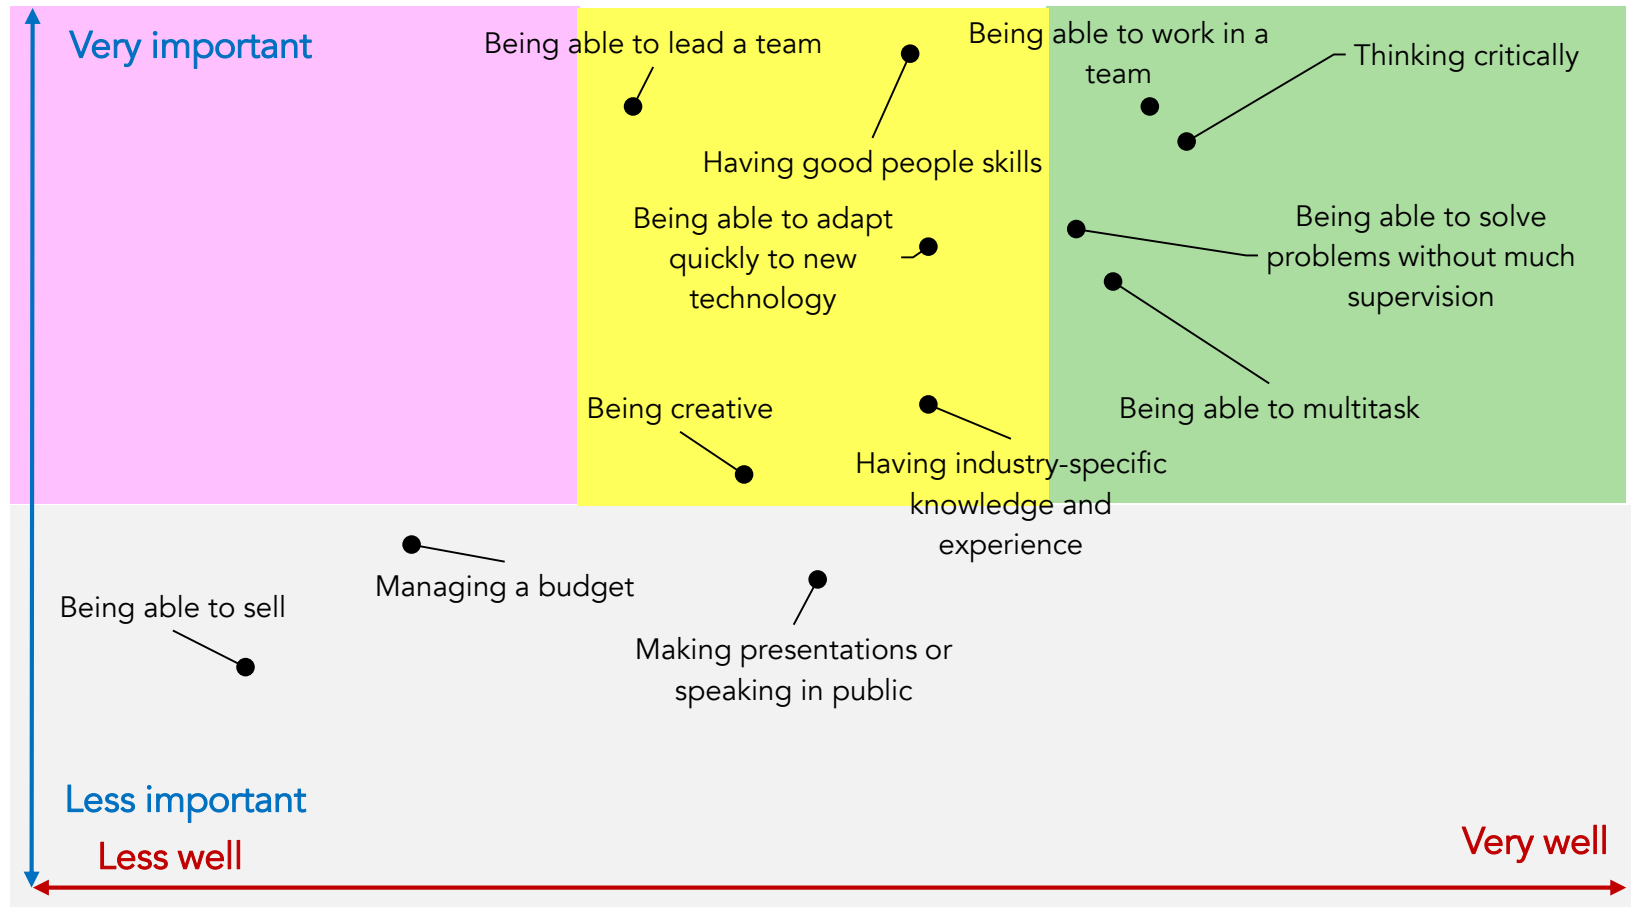 Very important
Being able to lead a team
Being able to work in a
team
Thinking critically
Having good people skills
Being able to adapt
quickly to new
technology
Being able to solve
problems without much
supervision
Being creative
Being able to multitask
Having industry-specific
knowledge and
experience
Managing a budget
Being able to sell
Making presentations or
speaking in public
Less important
Less well
Very well